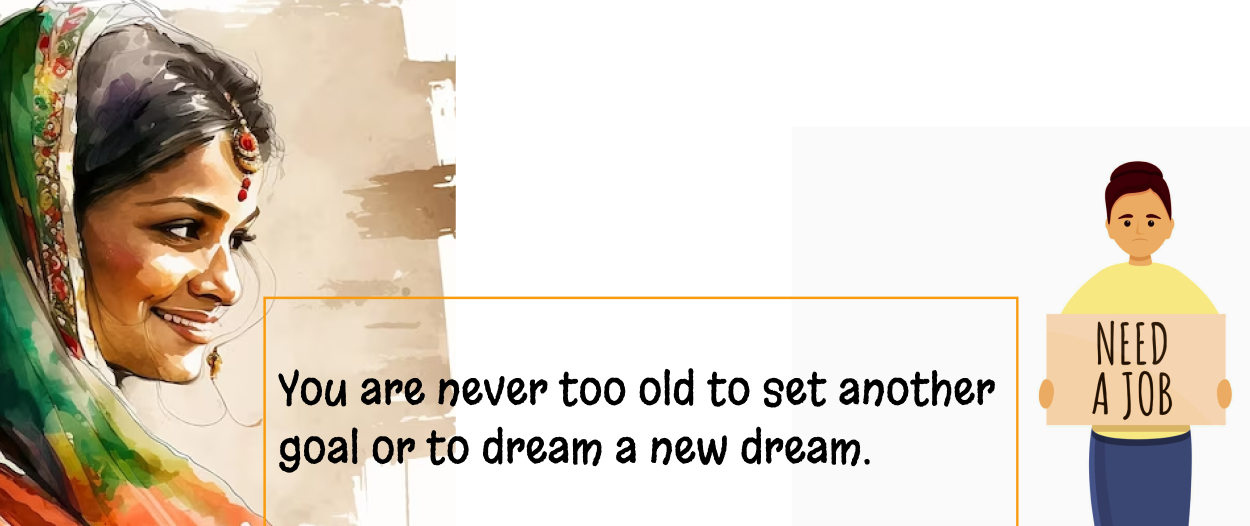 You are never too old to set another
goal or to dream a new dream.
NEED
A JOB